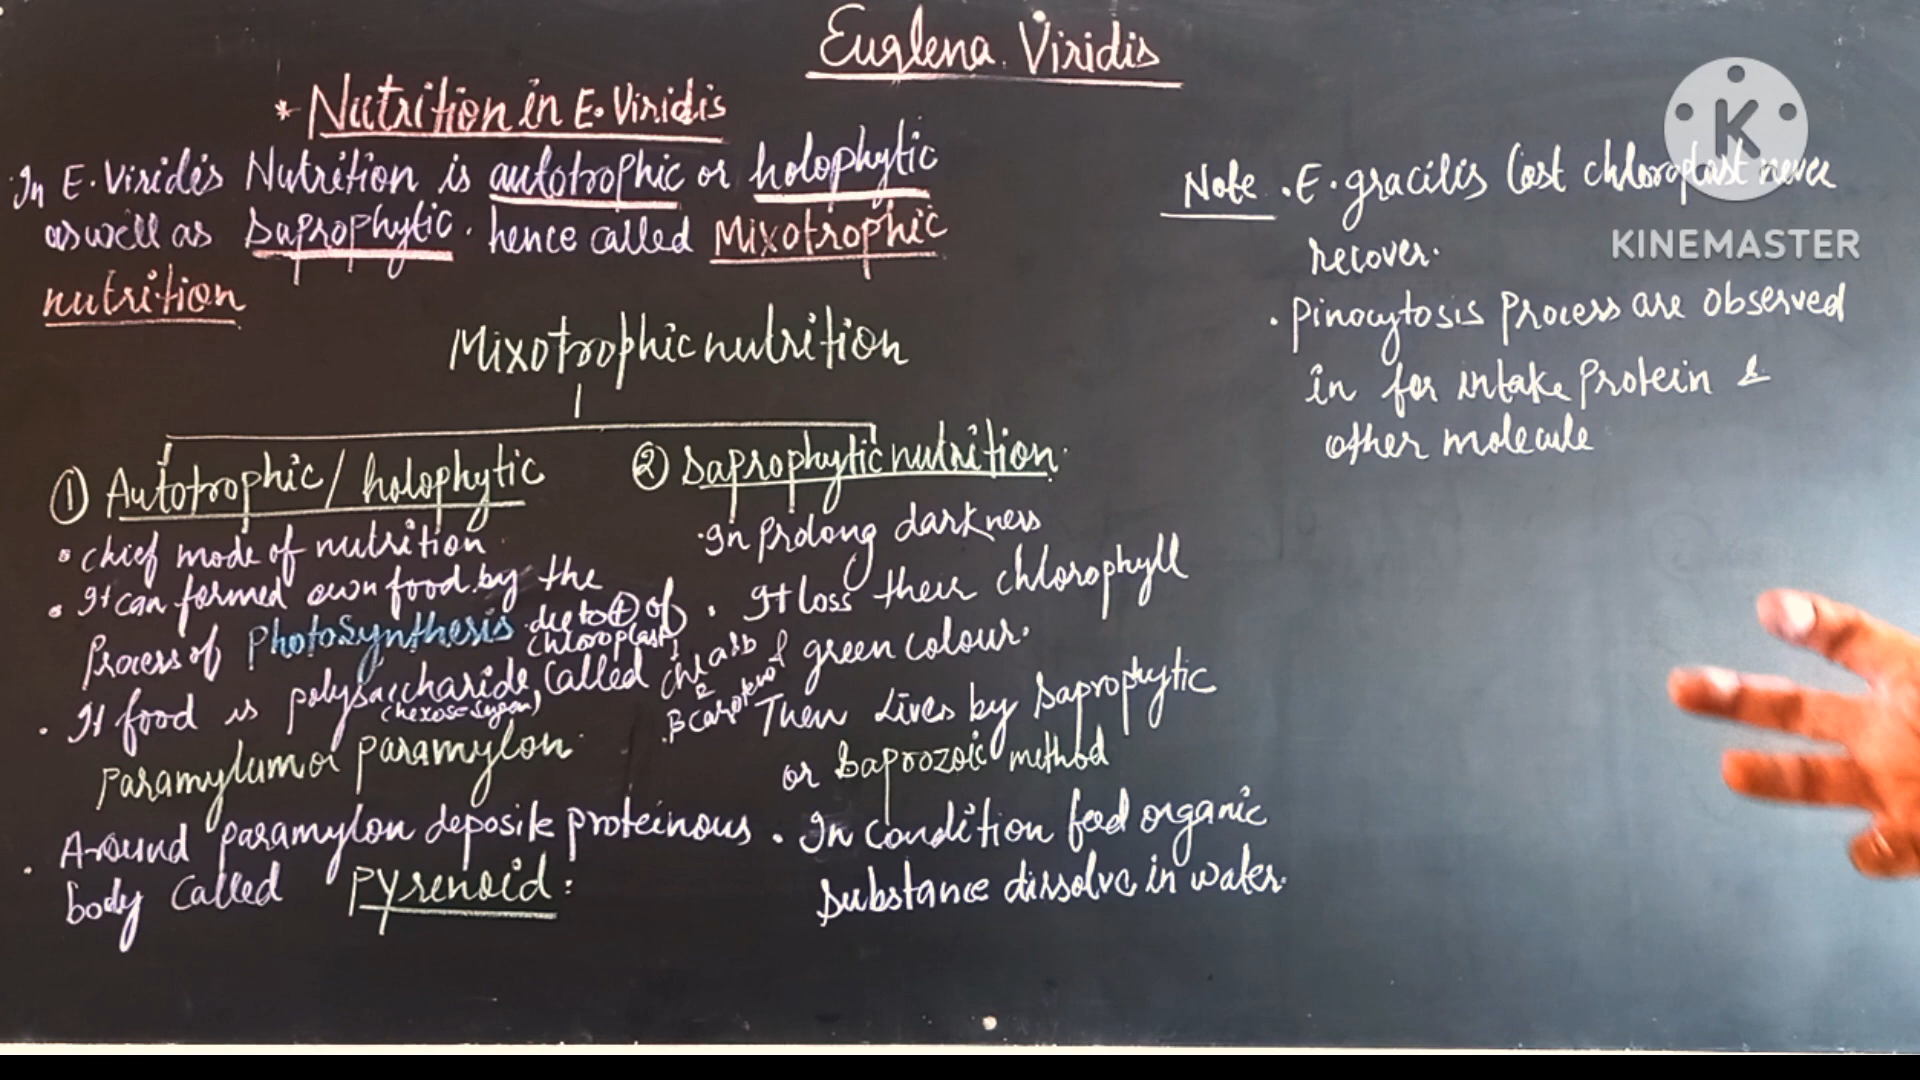 Euglena Viridis
* Nutrition in E. Viridis
In E. Viridis Nutrition is autotrophic or holophytic
as well as saprophytic. hence called Mixotrophic
nutrition
Mixotrophic nutrition
① Autotrophic / holophytic
• chief mode of nutrition
• It can formed own food by the
Process of PhotoSynthesis due to (+) of
chloroplast,
chl a & b
&
β carotene
• It food is polysaccharide, called
(hexose sugar)
Paramylum or paramylon
• Around paramylon deposite proteinous
body called Pyrenoid:
② Saprophytic nutrition
• In prolong darkness
• It loss their chlorophyll
& green colour.
Then Lives by Saprophytic
or Saprozoic method
• In condition feed organic
substance dissolve in water.
Note • E. gracilis lost chloroplast never
recover.
• Pinocytosis Process are observed
in for intake Protein &
other molecule
K
KINEMASTER